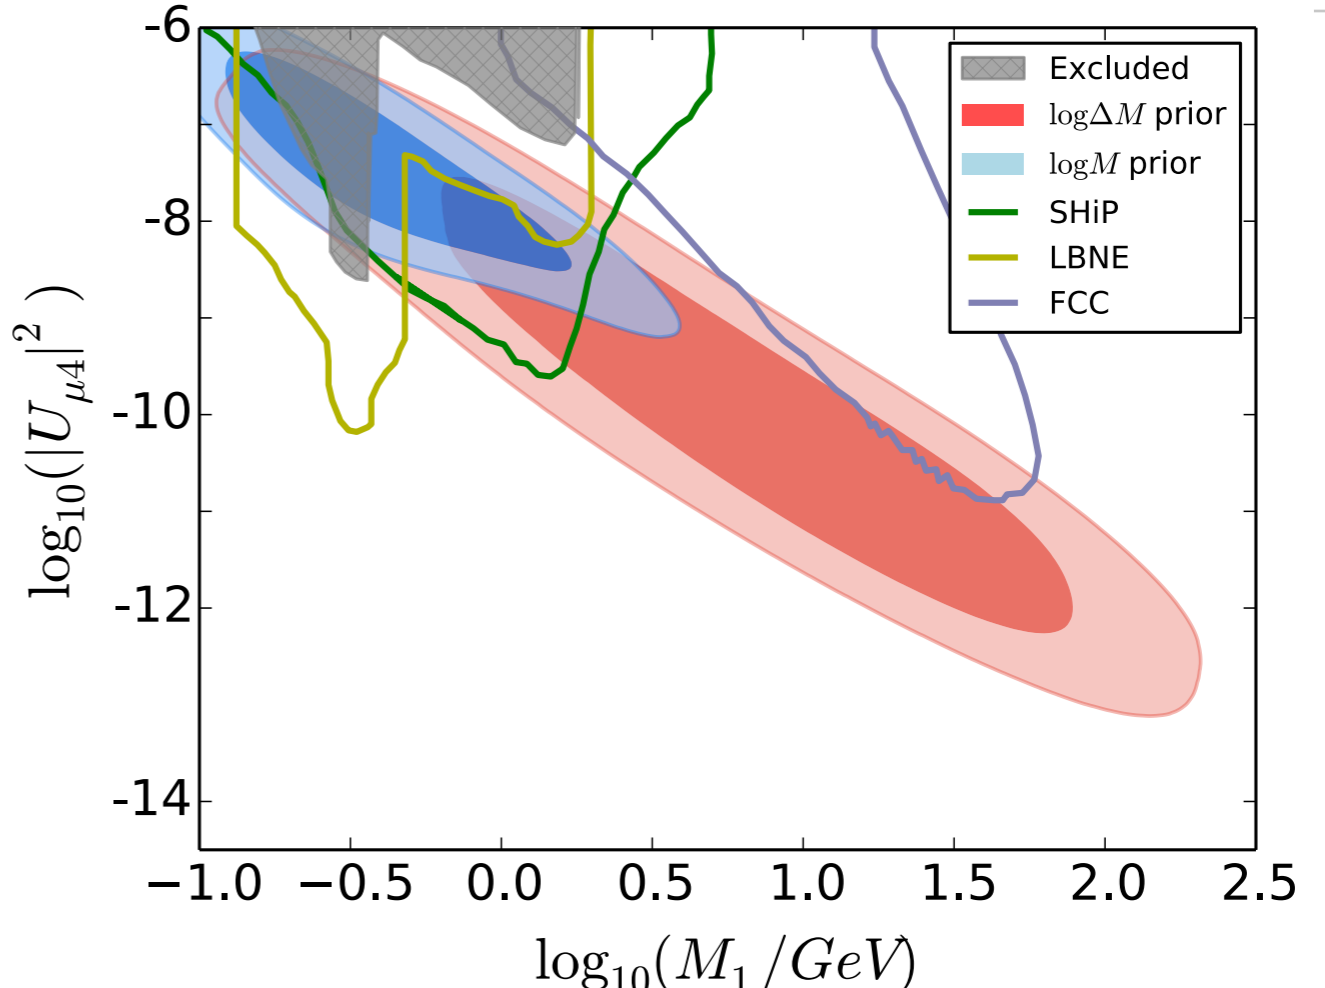 -6
-8
-10
-12
-14
log₁₀(|U_μ4|²)
Excluded
logΔM prior
logM prior
SHiP
LBNE
FCC
−1.0 −0.5 0.0 0.5 1.0 1.5 2.0 2.5
log₁₀(M₁/GeV)